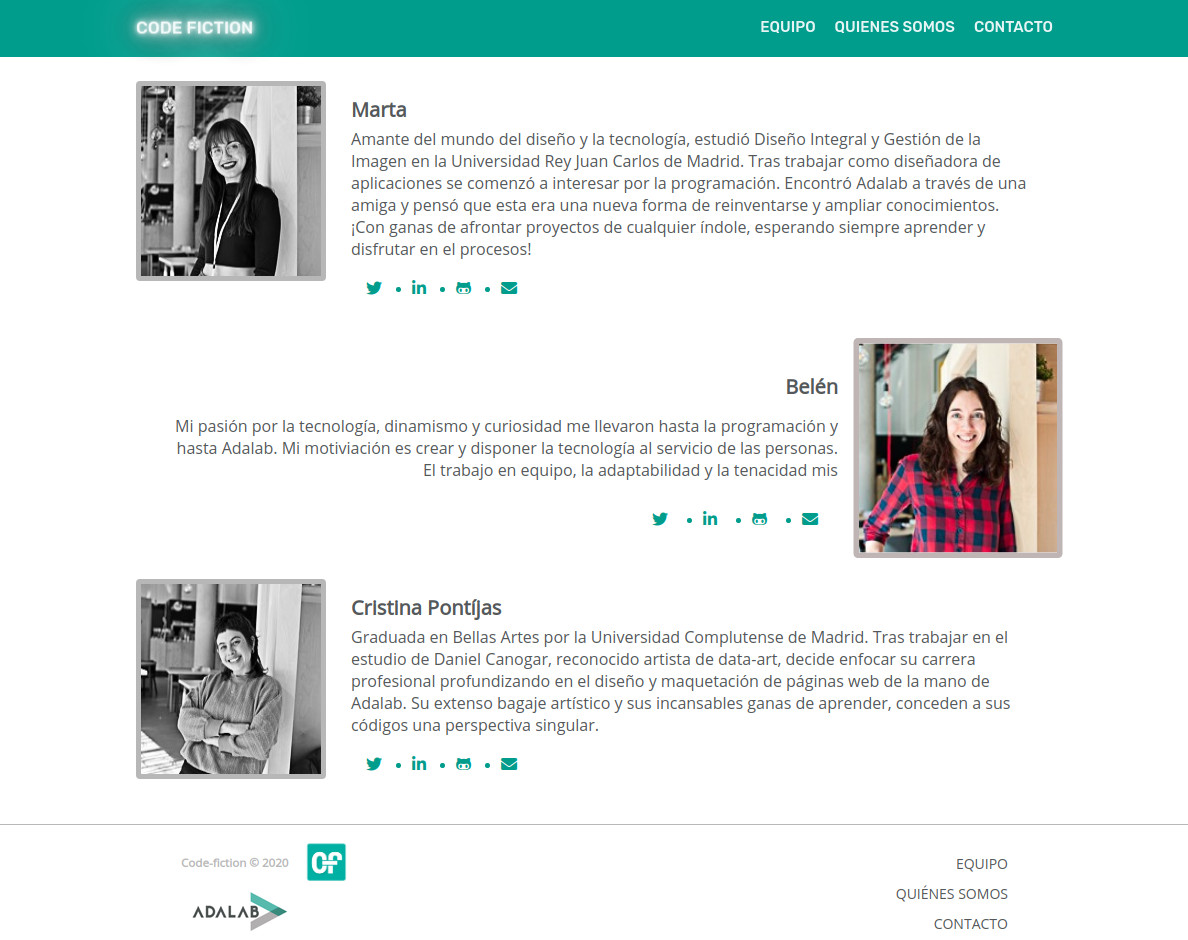 CODE FICTION
EQUIPO QUIENES SOMOS CONTACTO
Marta
Amante del mundo del diseño y la tecnología, estudió Diseño Integral y Gestión de la
Imagen en la Universidad Rey Juan Carlos de Madrid. Tras trabajar como diseñadora de
aplicaciones se comenzó a interesar por la programación. Encontró Adalab a través de una
amiga y pensó que esta era una nueva forma de reinventarse y ampliar conocimientos.
¡Con ganas de afrontar proyectos de cualquier índole, esperando siempre aprender y
disfrutar en el procesos!
Belén
Mi pasión por la tecnología, dinamismo y curiosidad me llevaron hasta la programación y
hasta Adalab. Mi motiviación es crear y disponer la tecnología al servicio de las personas.
El trabajo en equipo, la adaptabilidad y la tenacidad mis
Cristina Pontíjas
Graduada en Bellas Artes por la Universidad Complutense de Madrid. Tras trabajar en el
estudio de Daniel Canogar, reconocido artista de data-art, decide enfocar su carrera
profesional profundizando en el diseño y maquetación de páginas web de la mano de
Adalab. Su extenso bagaje artístico y sus incansables ganas de aprender, conceden a sus
códigos una perspectiva singular.
Code-fiction © 2020
CF
ADALAB
EQUIPO
QUIÉNES SOMOS
CONTACTO